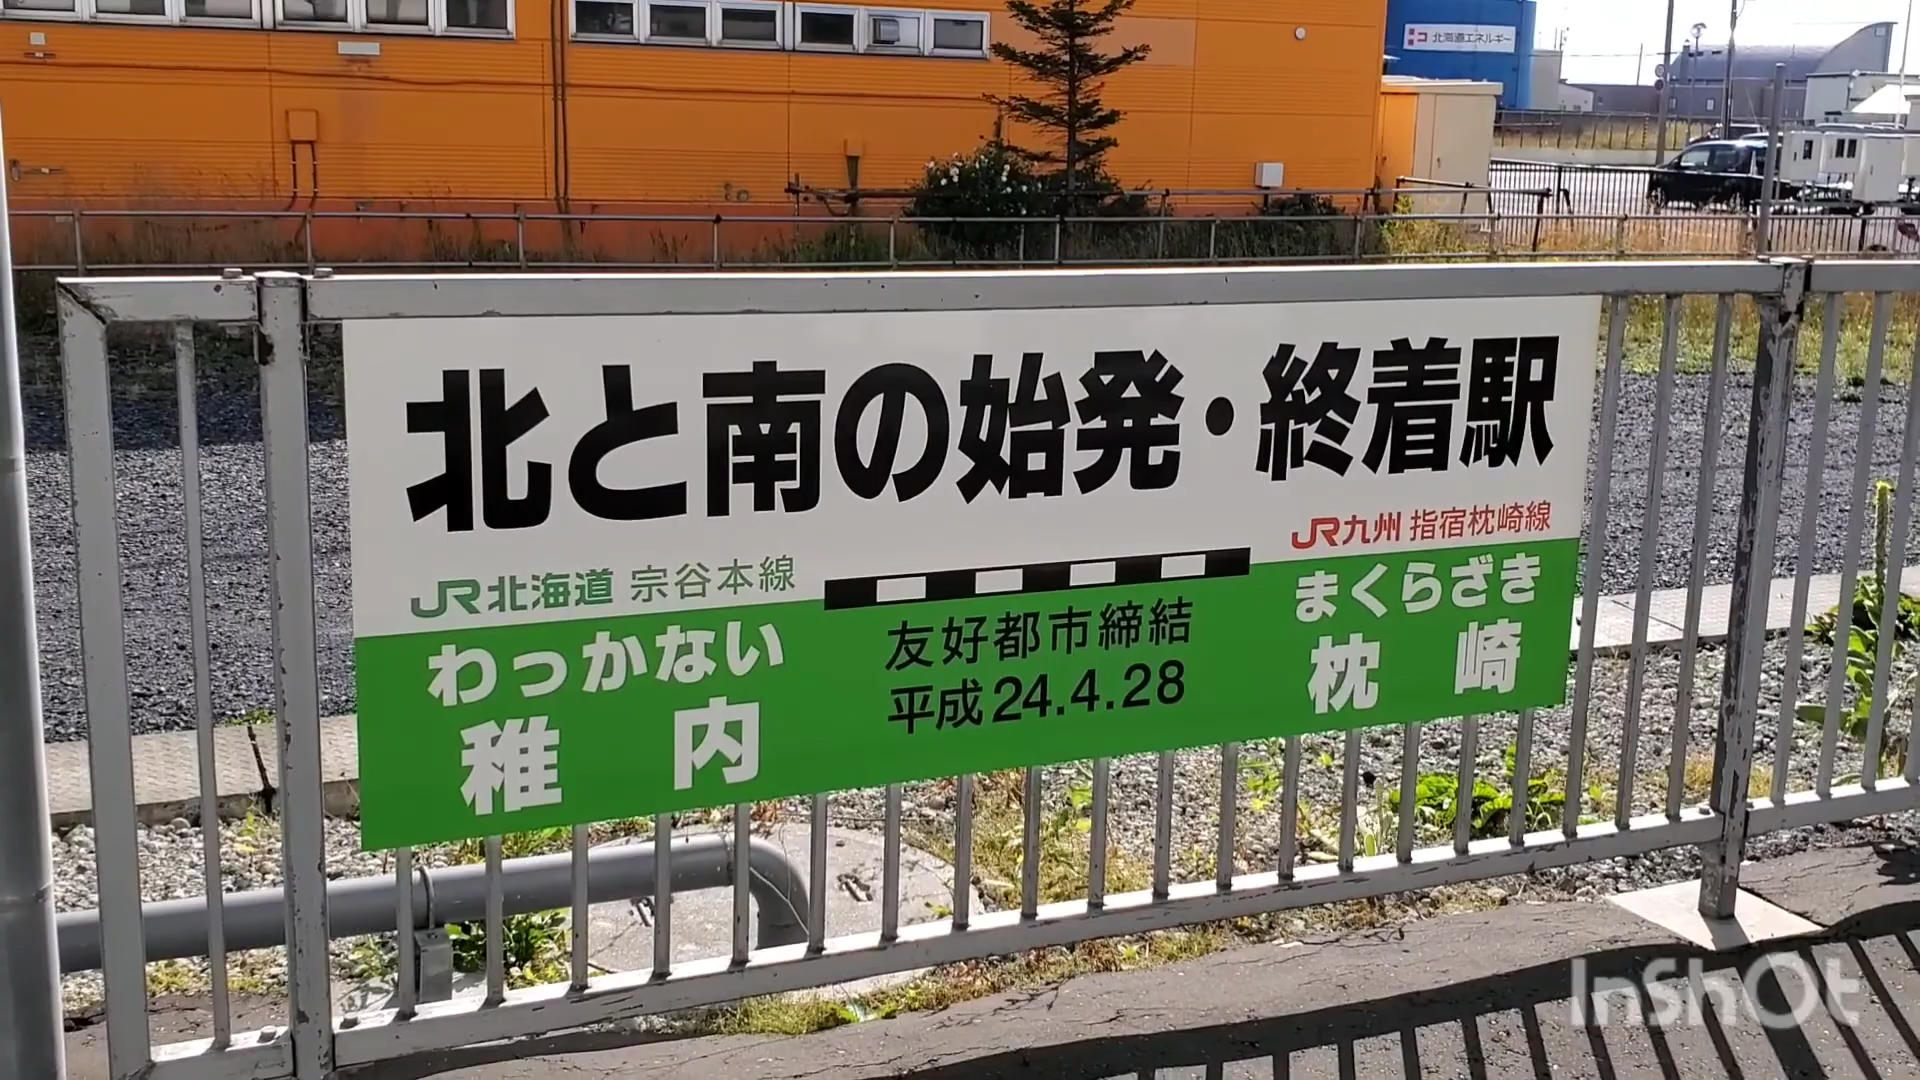 北海道エネルギー
北と南の始発・終着駅
JR北海道 宗谷本線
JR九州 指宿枕崎線
わっかない
稚内
友好都市締結
平成24.4.28
まくらざき
枕崎
InShOt